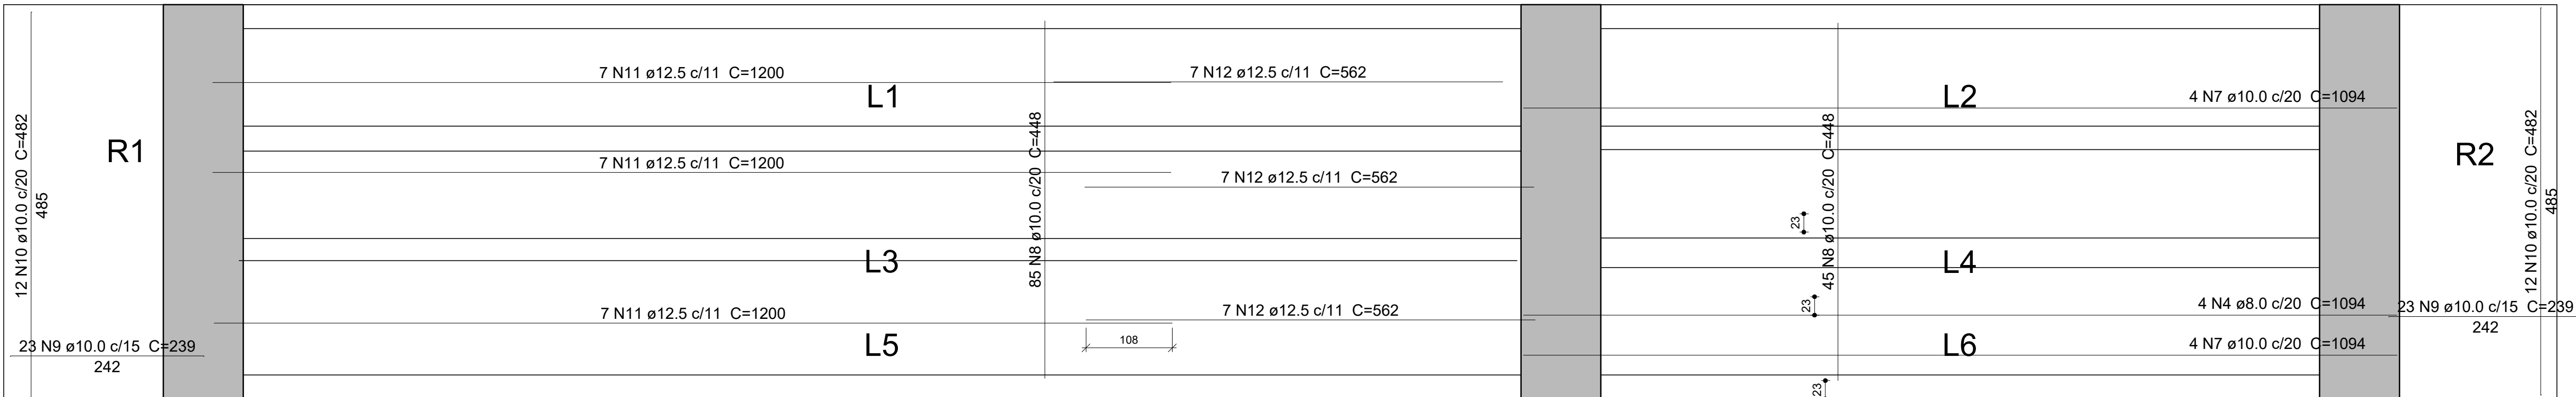 7 N11 ø12.5 c/11 C=1200
7 N12 ø12.5 c/11 C=562
L1
L2
4 N7 ø10.0 c/20 C=1094
12 N10 ø10.0 c/20 C=482
485
R1
7 N11 ø12.5 c/11 C=1200
85 N8 ø10.0 c/20 C=448
7 N12 ø12.5 c/11 C=562
45 N8 ø10.0 c/20 C=448
23
R2
12 N10 ø10.0 c/20 C=482
485
L3
L4
7 N11 ø12.5 c/11 C=1200
7 N12 ø12.5 c/11 C=562
23
4 N4 ø8.0 c/20 C=1094
23 N9 ø10.0 c/15 C=239
242
23 N9 ø10.0 c/15 C=239
242
L5
108
L6
4 N7 ø10.0 c/20 C=1094
23